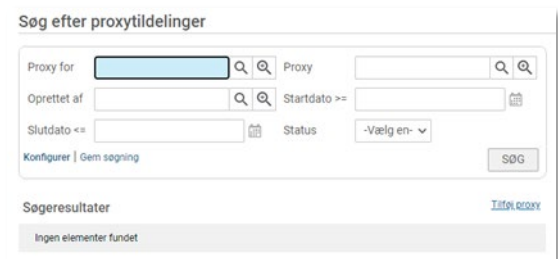 Søg efter proxytildelinger
Proxy for Proxy
Oprettet af Startdato >=
Slutdato <= Status -Vælg en-
Konfigurer | Gem søgning SØG
Søgeresultater Tilføj proxy
Ingen elementer fundet